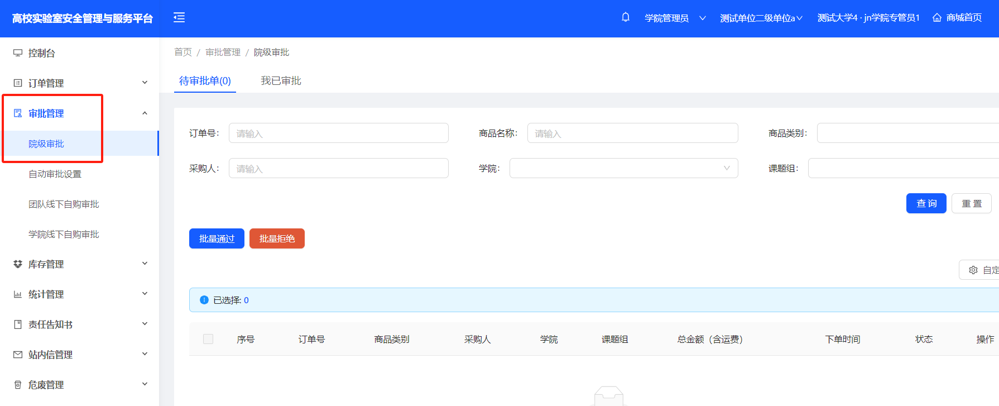 高校实验室安全管理与服务平台
学院管理员
测试单位二级单位a
测试大学4 · jn学院专管员1
商城首页
控制台
订单管理
审批管理
院级审批
自动审批设置
团队线下自购审批
学院线下自购审批
库存管理
统计管理
责任告知书
站内信管理
危废管理
首页 / 审批管理 / 院级审批
待审批单(0) 我已审批
订单号: 请输入 商品名称: 请输入 商品类别:
采购人: 请输入 学院: 课题组:
查 询 重 置
批量通过 批量拒绝
自定
已选择: 0
序号 订单号 商品类别 采购人 学院 课题组 总金额（含运费） 下单时间 状态 操作